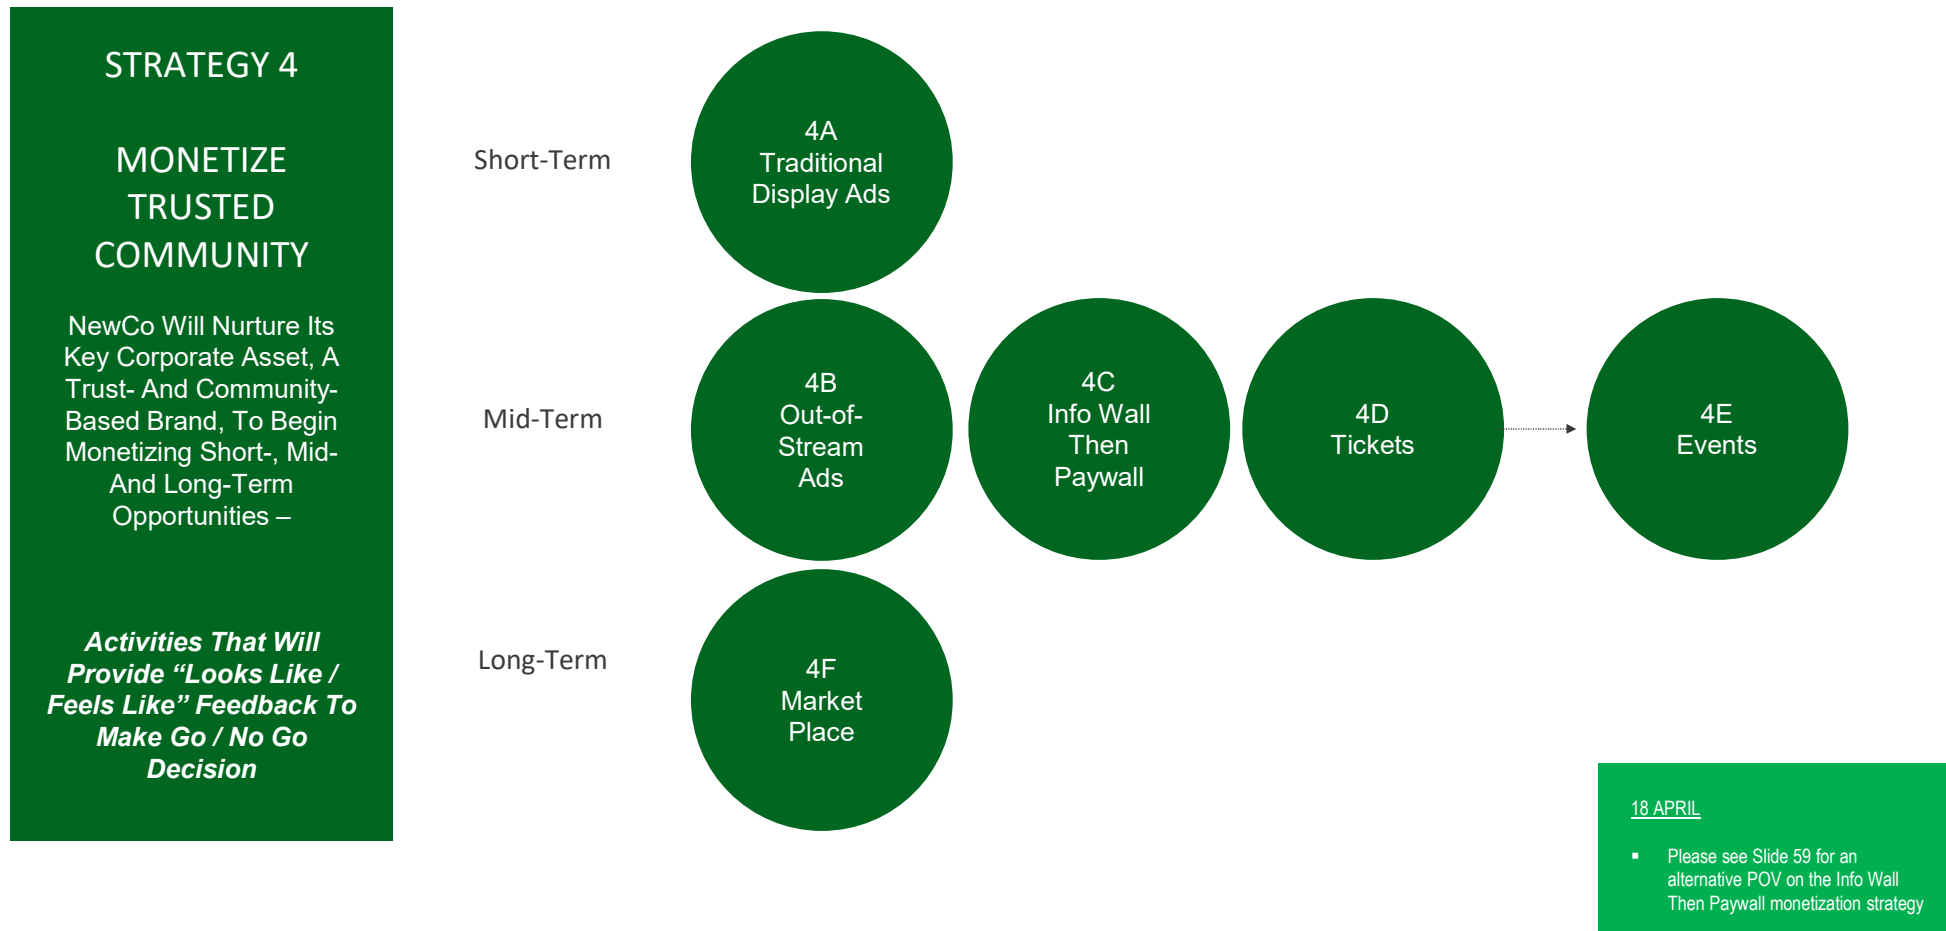 STRATEGY 4
MONETIZE
TRUSTED
COMMUNITY
NewCo Will Nurture Its
Key Corporate Asset, A
Trust- And Community-
Based Brand, To Begin
Monetizing Short-, Mid-
And Long-Term
Opportunities –
Activities That Will
Provide “Looks Like /
Feels Like” Feedback To
Make Go / No Go
Decision
Short-Term
4A
Traditional
Display Ads
Mid-Term
4B
Out-of-
Stream
Ads
4C
Info Wall
Then
Paywall
4D
Tickets
4E
Events
Long-Term
4F
Market
Place
18 APRIL
▪ Please see Slide 59 for an
alternative POV on the Info Wall
Then Paywall monetization strategy